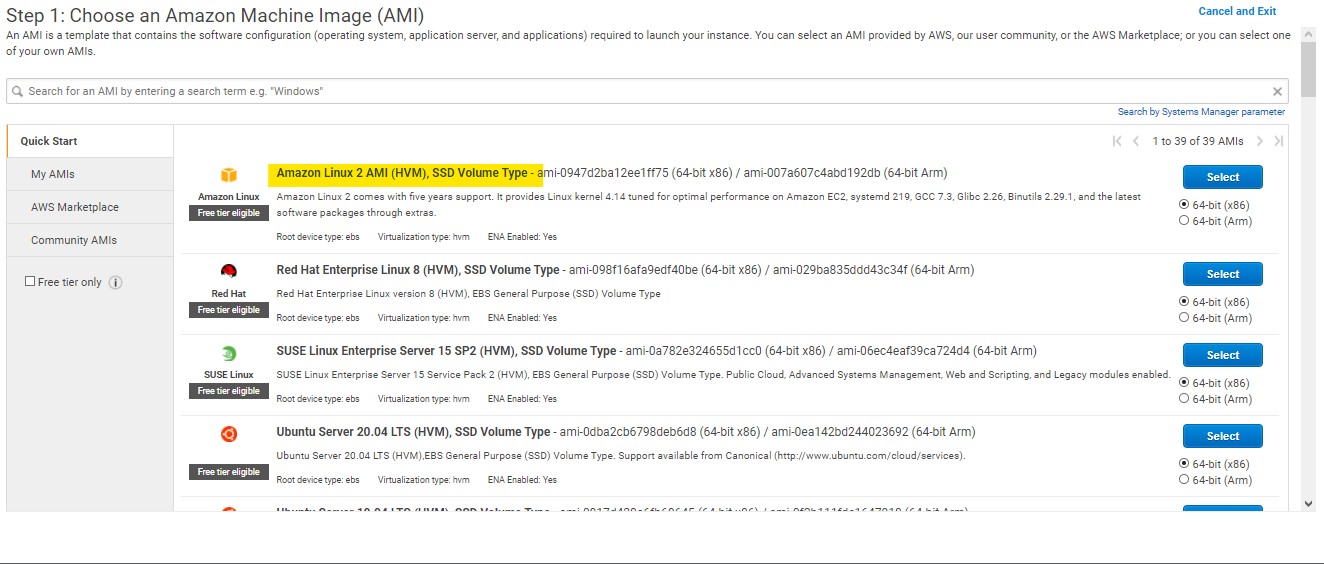 Step 1: Choose an Amazon Machine Image (AMI)
Cancel and Exit
An AMI is a template that contains the software configuration (operating system, application server, and applications) required to launch your instance. You can select an AMI provided by AWS, our user community, or the AWS Marketplace; or you can select one
of your own AMIs.
Search for an AMI by entering a search term e.g. "Windows"
Search by Systems Manager parameter
Quick Start
My AMIs
AWS Marketplace
Community AMIs
Free tier only
1 to 39 of 39 AMIs
Amazon Linux
Free tier eligible
Amazon Linux 2 AMI (HVM), SSD Volume Type - ami-0947d2ba12ee1ff75 (64-bit x86) / ami-007a607c4abd192db (64-bit Arm)
Amazon Linux 2 comes with five years support. It provides Linux kernel 4.14 tuned for optimal performance on Amazon EC2, systemd 219, GCC 7.3, Glibc 2.26, Binutils 2.29.1, and the latest
software packages through extras.
Root device type: ebs Virtualization type: hvm ENA Enabled: Yes
Select
64-bit (x86)
64-bit (Arm)
Red Hat
Free tier eligible
Red Hat Enterprise Linux 8 (HVM), SSD Volume Type - ami-098f16afa9edf40be (64-bit x86) / ami-029ba835ddd43c34f (64-bit Arm)
Red Hat Enterprise Linux version 8 (HVM), EBS General Purpose (SSD) Volume Type
Root device type: ebs Virtualization type: hvm ENA Enabled: Yes
Select
64-bit (x86)
64-bit (Arm)
SUSE Linux
Free tier eligible
SUSE Linux Enterprise Server 15 SP2 (HVM), SSD Volume Type - ami-0a782e324655d1cc0 (64-bit x86) / ami-06ec4eaf39ca724d4 (64-bit Arm)
SUSE Linux Enterprise Server 15 Service Pack 2 (HVM), EBS General Purpose (SSD) Volume Type. Public Cloud, Advanced Systems Management, Web and Scripting, and Legacy modules enabled.
Root device type: ebs Virtualization type: hvm ENA Enabled: Yes
Select
64-bit (x86)
64-bit (Arm)
Free tier eligible
Ubuntu Server 20.04 LTS (HVM), SSD Volume Type - ami-0dba2cb6798deb6d8 (64-bit x86) / ami-0ea142bd244023692 (64-bit Arm)
Ubuntu Server 20.04 LTS (HVM),EBS General Purpose (SSD) Volume Type. Support available from Canonical (http://www.ubuntu.com/cloud/services).
Root device type: ebs Virtualization type: hvm ENA Enabled: Yes
Select
64-bit (x86)
64-bit (Arm)